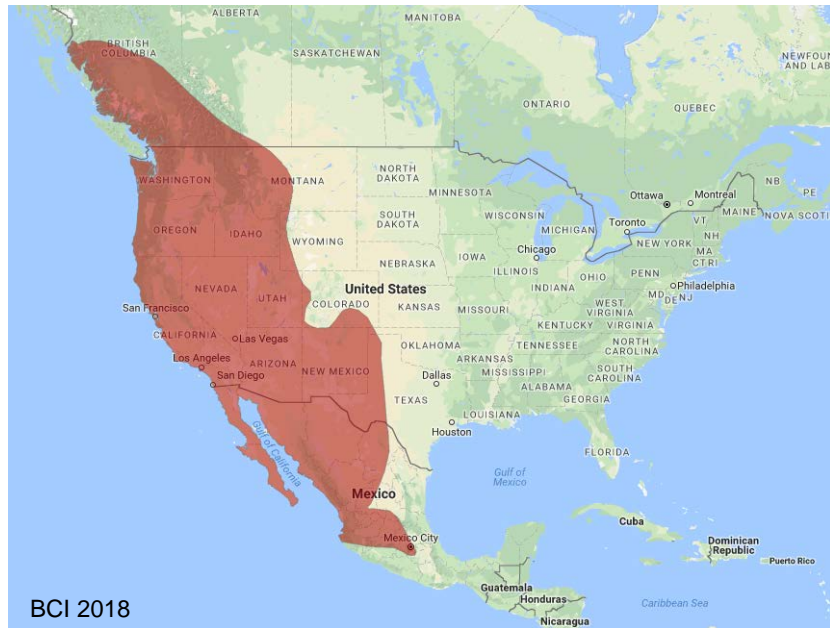 ALBERTA
MANITOBA
BRITISH
COLUMBIA
SASKATCHEWAN
NEWFOUN
AND LAB
ONTARIO
QUEBEC
WASHINGTON
MONTANA
NORTH
DAKOTA
MINNESOTA
Ottawa
Montreal
NB
PE
MAINE
NOVA SCOTI
OREGON
IDAHO
SOUTH
DAKOTA
WISCONSIN
MICHIGAN
Toronto
VT
NH
NEW YORK
MA
CT RI
WYOMING
Chicago
IOWA
NEBRASKA
ILLINOIS
INDIANA
OHIO
PENN
Philadelphia
MD
DE
NJ
NEVADA
UTAH
COLORADO
United States
KANSAS
MISSOURI
WEST
VIRGINIA
KENTUCKY
VIRGINIA
San Francisco
CALIFORNIA
Las Vegas
OKLAHOMA
TENNESSEE
NORTH
CAROLINA
Los Angeles
ARIZONA
NEW MEXICO
ARKANSAS
MISSISSIPPI
SOUTH
CAROLINA
San Diego
Dallas
ALABAMA
TEXAS
GEORGIA
LOUISIANA
Houston
FLORIDA
Gulf of California
Gulf of
Mexico
Mexico
Mexico City
Cuba
Dominican
Republic
Puerto Rico
Guatemala
Honduras
Nicaragua
Caribbean Sea
BCI 2018